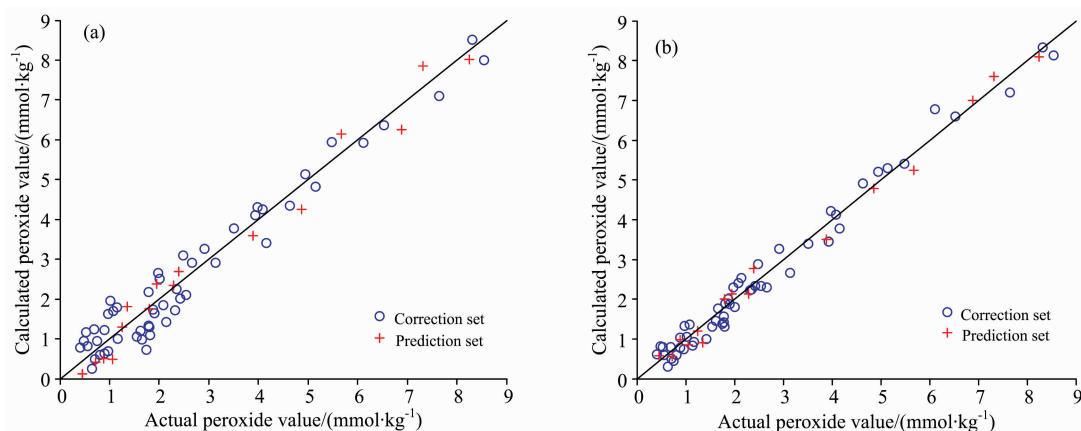 (a)
Calculated peroxide value/(mmol·kg⁻¹)
9
8
7
6
5
4
3
2
1
0
Correction set
Prediction set
0 1 2 3 4 5 6 7 8 9
Actual peroxide value/(mmol·kg⁻¹)
(b)
Calculated peroxide value/(mmol·kg⁻¹)
9
8
7
6
5
4
3
2
1
0
Correction set
Prediction set
0 1 2 3 4 5 6 7 8 9
Actual peroxide value/(mmol·kg⁻¹)